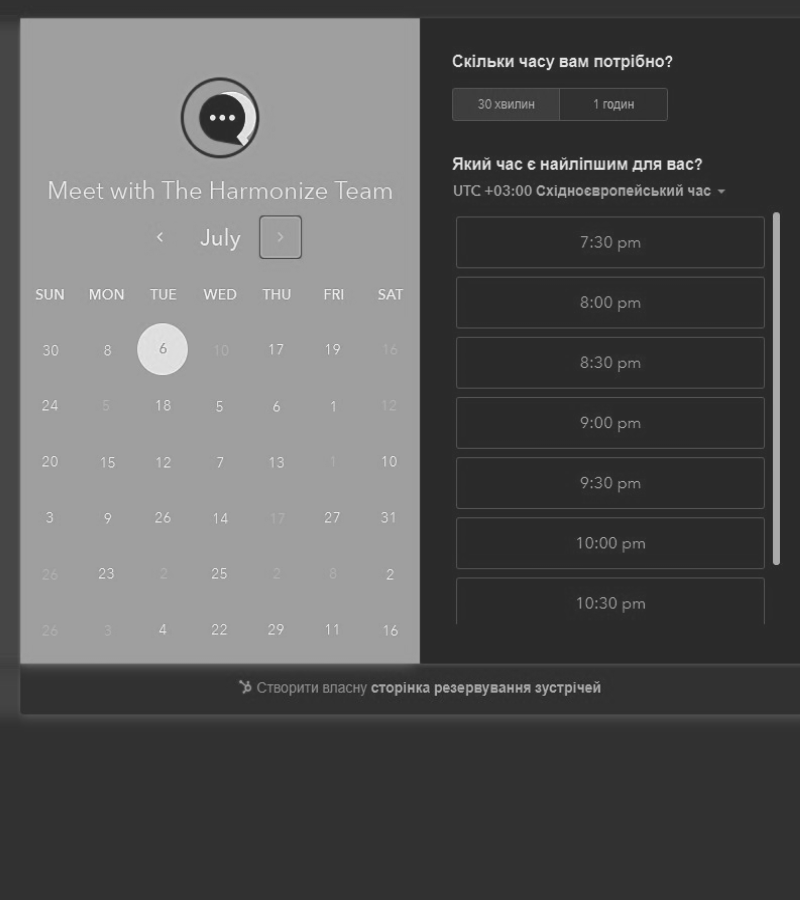 Meet with The Harmonize Team
July
SUN MON TUE WED THU FRI SAT
30 8 6 10 17 19 16
24 5 18 5 6 1 12
20 15 12 7 13 1 10
3 9 26 14 17 27 31
26 23 2 25 2 8 2
26 3 4 22 29 11 16
Скільки часу вам потрібно?
30 хвилин 1 годин
Який час є найліпшим для вас?
UTC +03:00 Східноєвропейський час
7:30 pm
8:00 pm
8:30 pm
9:00 pm
9:30 pm
10:00 pm
10:30 pm
Створити власну сторінка резервування зустрічей